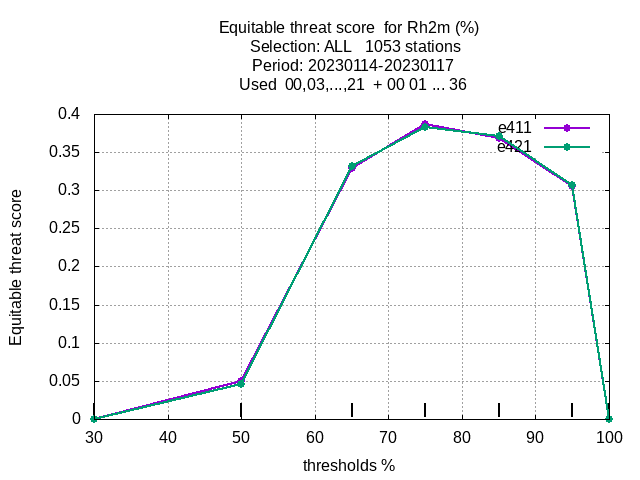 Equitable threat score  for Rh2m (%)
Selection: ALL   1053 stations
Period: 20230114-20230117
Used  00,03,...,21  + 00 01 ... 36
0.4
0.35
0.3
0.25
0.2
0.15
0.1
0.05
0
Equitable threat score
e411
e421
30 40 50 60 70 80 90 100
thresholds %